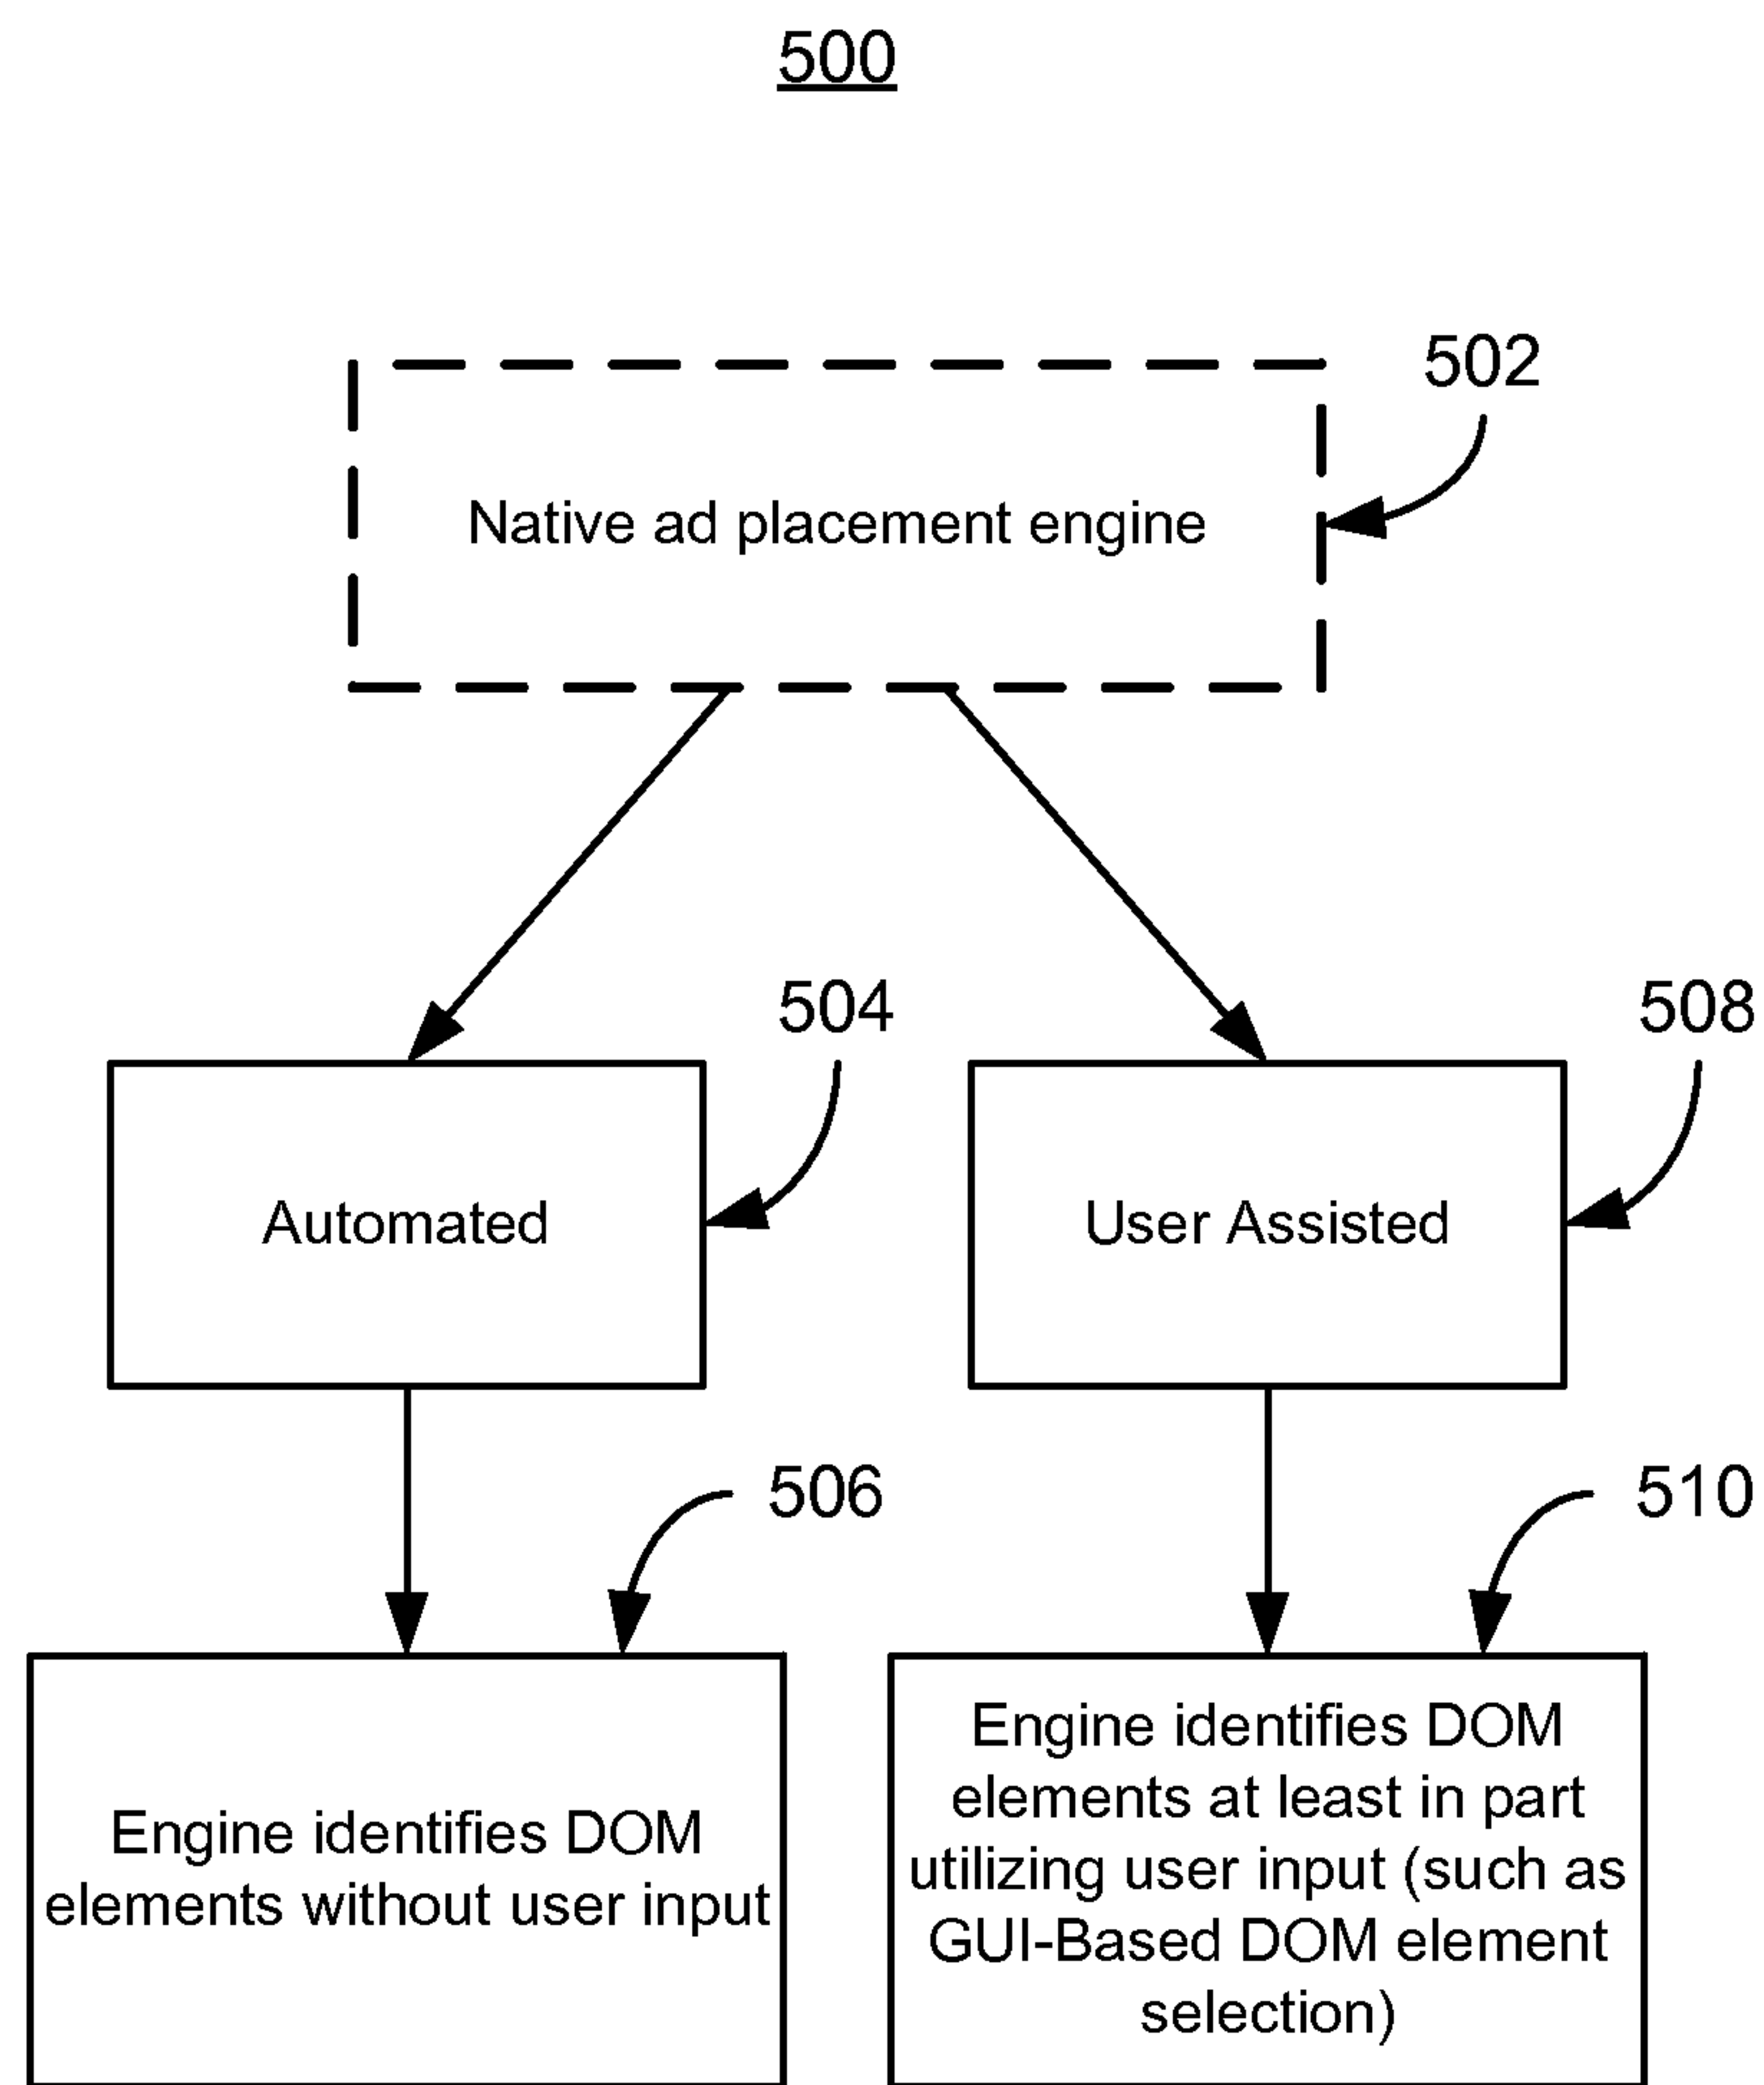 500
502
Native ad placement engine
504
508
Automated
User Assisted
506
510
Engine identifies DOM
elements without user input
Engine identifies DOM
elements at least in part
utilizing user input (such as
GUI-Based DOM element
selection)